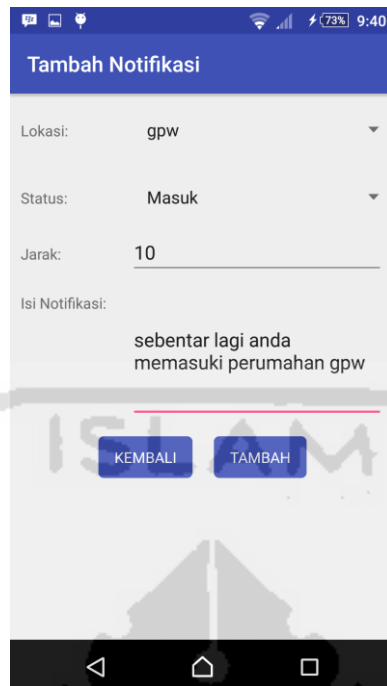 73% 9:40
Tambah Notifikasi
Lokasi: gpw
Status: Masuk
Jarak: 10
Isi Notifikasi:
sebentar lagi anda
memasuki perumahan gpw
ISLAM
KEMBALI TAMBAH